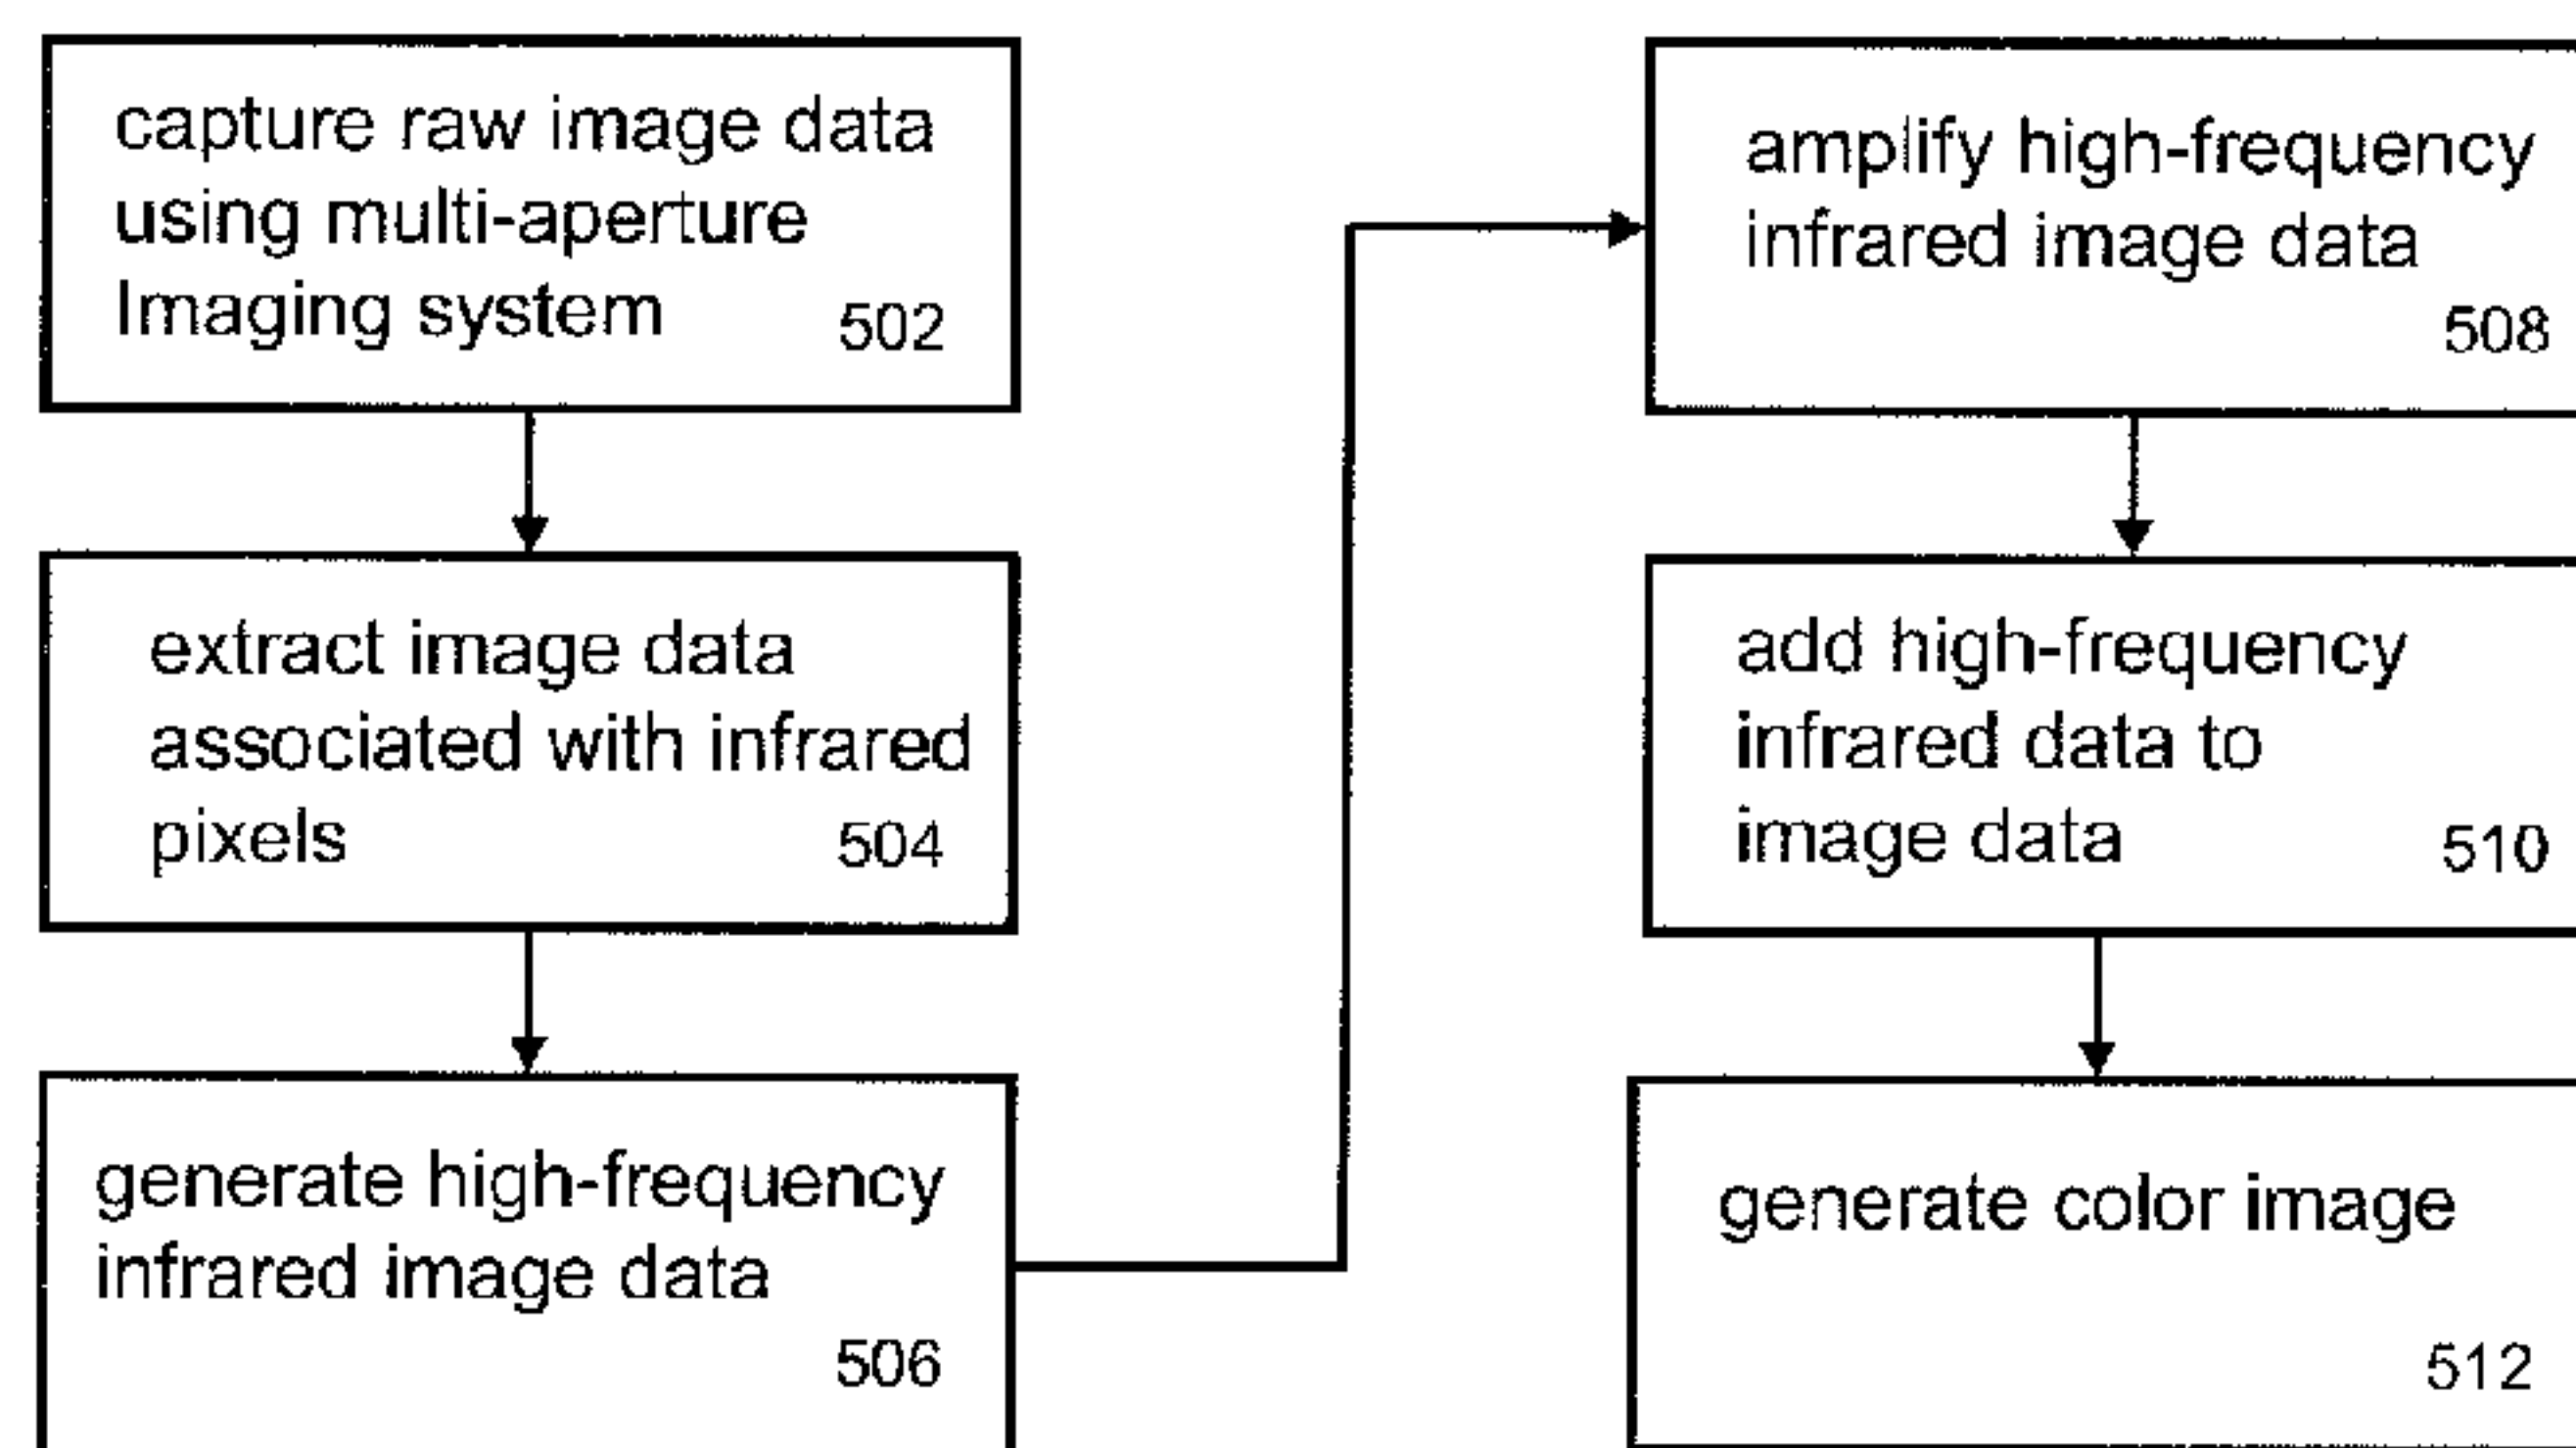 capture raw image data
using multi-aperture
Imaging system
502
extract image data
associated with infrared
pixels
504
generate high-frequency
infrared image data
506
amplify high-frequency
infrared image data
508
add high-frequency
infrared data to
image data
510
generate color image
512